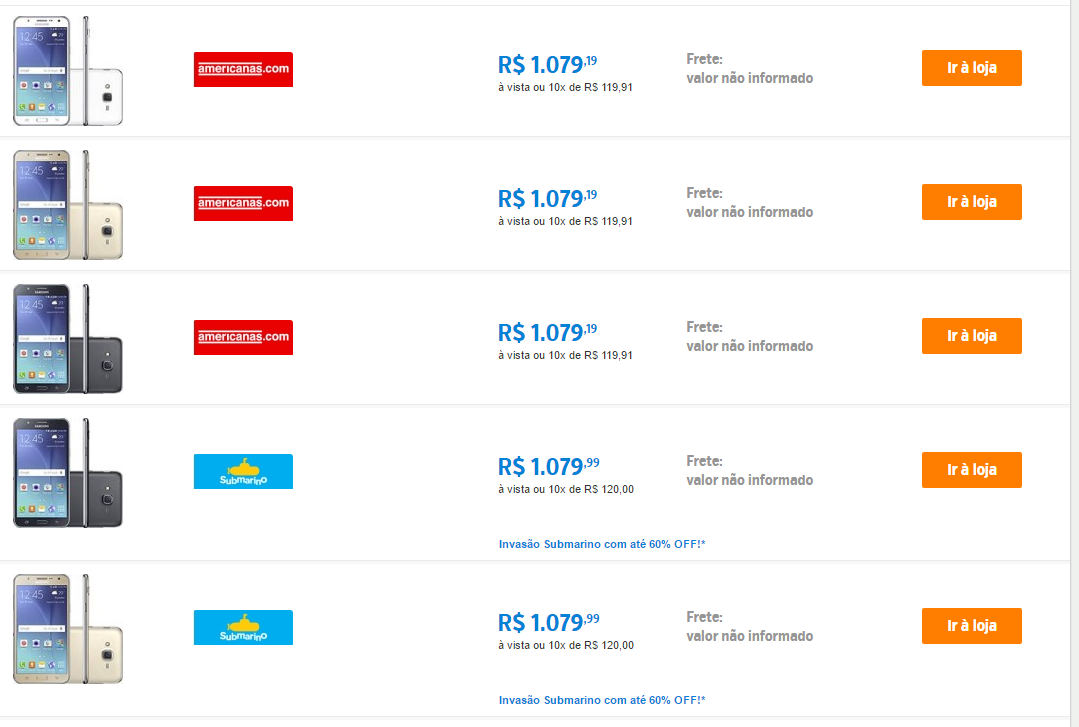 americanas.com
R$ 1.079,19
à vista ou 10x de R$ 119,91
Frete:
valor não informado
Ir à loja
americanas.com
R$ 1.079,19
à vista ou 10x de R$ 119,91
Frete:
valor não informado
Ir à loja
americanas.com
R$ 1.079,19
à vista ou 10x de R$ 119,91
Frete:
valor não informado
Ir à loja
Submarino
R$ 1.079,99
à vista ou 10x de R$ 120,00
Frete:
valor não informado
Ir à loja
Invasão Submarino com até 60% OFF!*
Submarino
R$ 1.079,99
à vista ou 10x de R$ 120,00
Frete:
valor não informado
Ir à loja
Invasão Submarino com até 60% OFF!*